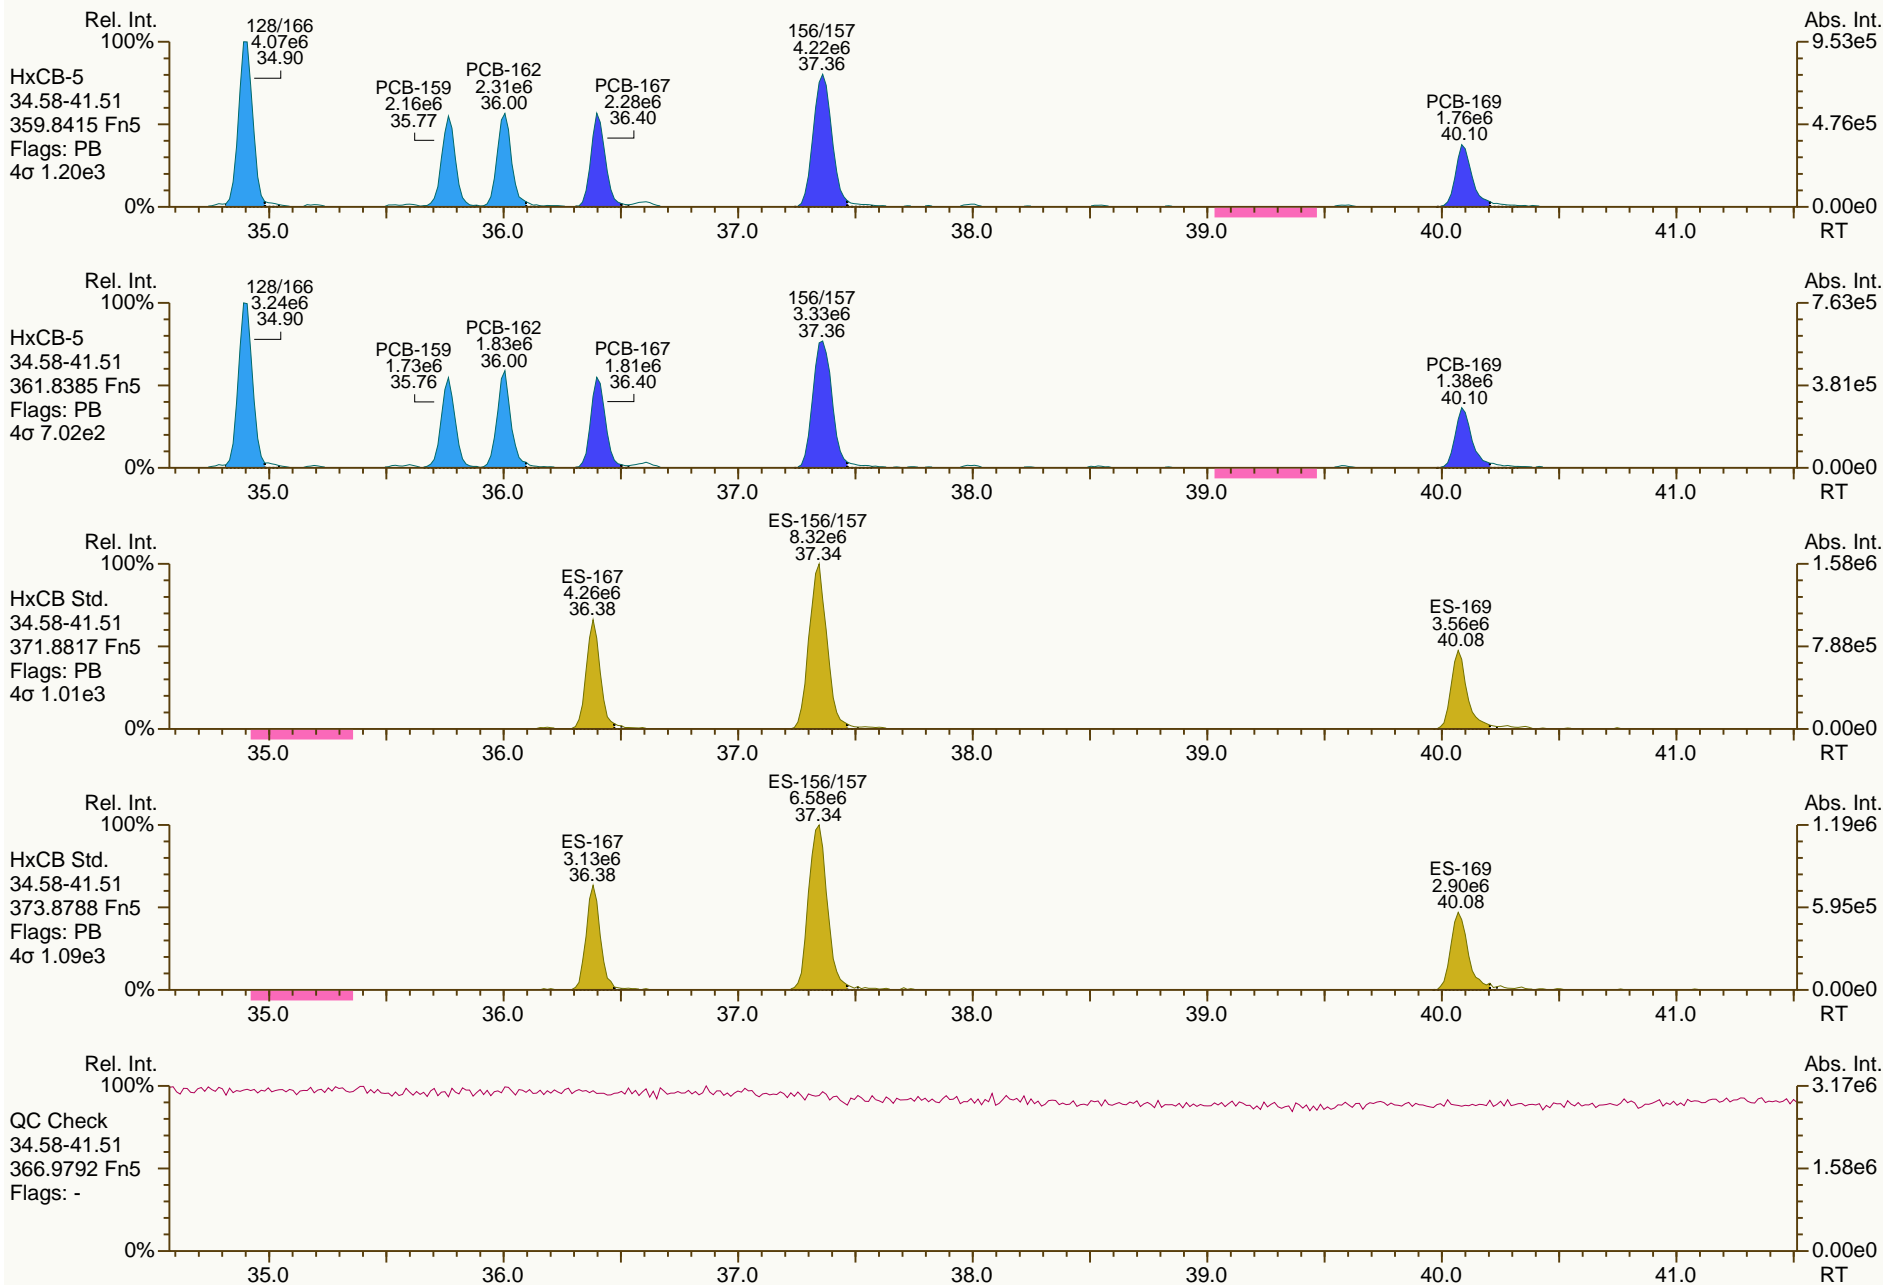 Rel. Int.
Abs. Int.
100%
50%
0%
9.53e5
4.76e5
0.00e0
HxCB-5
34.58-41.51
359.8415 Fn5
Flags: PB
4σ 1.20e3
128/166
4.07e6
34.90
PCB-159
2.16e6
35.77
PCB-162
2.31e6
36.00
PCB-167
2.28e6
36.40
156/157
4.22e6
37.36
PCB-169
1.76e6
40.10
35.0 36.0 37.0 38.0 39.0 40.0 41.0 RT
Rel. Int.
Abs. Int.
100%
50%
0%
7.63e5
3.81e5
0.00e0
HxCB-5
34.58-41.51
361.8385 Fn5
Flags: PB
4σ 7.02e2
128/166
3.24e6
34.90
PCB-159
1.73e6
35.76
PCB-162
1.83e6
36.00
PCB-167
1.81e6
36.40
156/157
3.33e6
37.36
PCB-169
1.38e6
40.10
35.0 36.0 37.0 38.0 39.0 40.0 41.0 RT
Rel. Int.
Abs. Int.
100%
50%
0%
1.58e6
7.88e5
0.00e0
HxCB Std.
34.58-41.51
371.8817 Fn5
Flags: PB
4σ 1.01e3
ES-167
4.26e6
36.38
ES-156/157
8.32e6
37.34
ES-169
3.56e6
40.08
35.0 36.0 37.0 38.0 39.0 40.0 41.0 RT
Rel. Int.
Abs. Int.
100%
50%
0%
1.19e6
5.95e5
0.00e0
HxCB Std.
34.58-41.51
373.8788 Fn5
Flags: PB
4σ 1.09e3
ES-167
3.13e6
36.38
ES-156/157
6.58e6
37.34
ES-169
2.90e6
40.08
35.0 36.0 37.0 38.0 39.0 40.0 41.0 RT
Rel. Int.
Abs. Int.
100%
0%
3.17e6
1.58e6
0.00e0
QC Check
34.58-41.51
366.9792 Fn5
Flags: -
35.0 36.0 37.0 38.0 39.0 40.0 41.0 RT